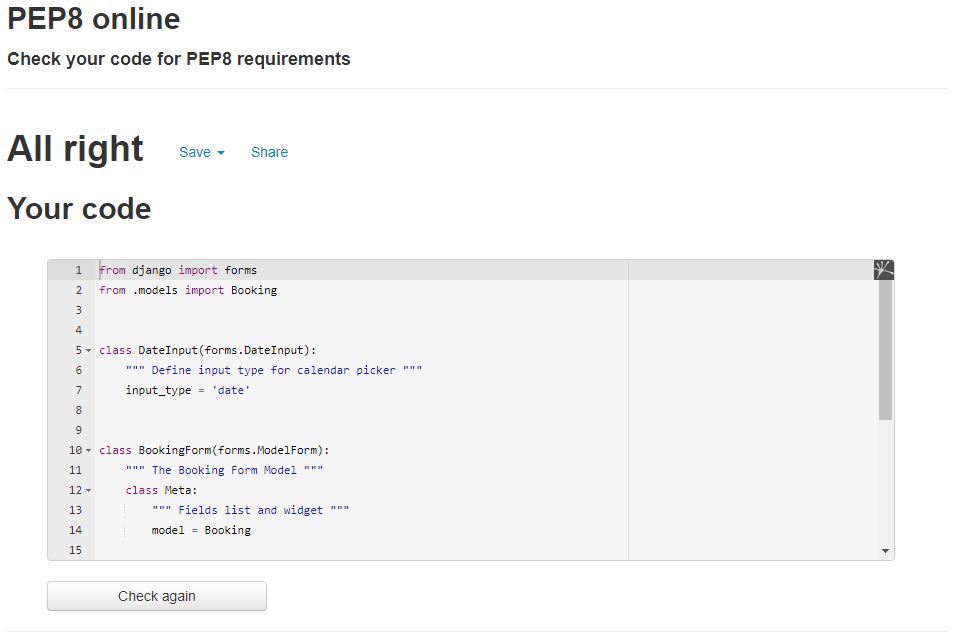 PEP8 online
Check your code for PEP8 requirements
All right Save Share
Your code
1 from django import forms
2 from .models import Booking
3
4
5 class DateInput(forms.DateInput):
6     """ Define input type for calendar picker """
7     input_type = 'date'
8
9
10 class BookingForm(forms.ModelForm):
11     """ The Booking Form Model """
12     class Meta:
13         """ Fields list and widget """
14         model = Booking
15
Check again